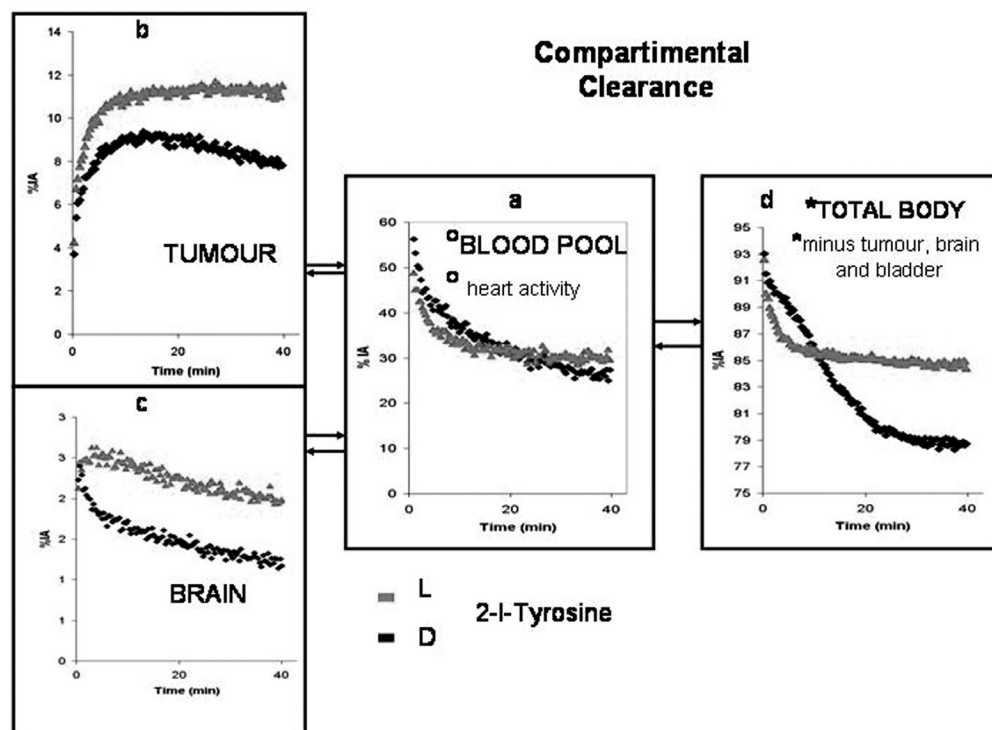 Compartimental
Clearance
b
14
12
10
8
6
4
2
0
%IA
TUMOUR
0
20
40
Time (min)
c
3
3
2
2
1
1
0
%IA
BRAIN
0
20
40
Time (min)
a
60
50
40
30
20
10
0
%IA
BLOOD POOL
heart activity
0
20
40
Time (min)
d
95
93
91
89
87
85
83
81
79
77
75
%IA
*TOTAL BODY
*minus tumour, brain
and bladder
0
20
40
Time (min)
L
D
2-I-Tyrosine